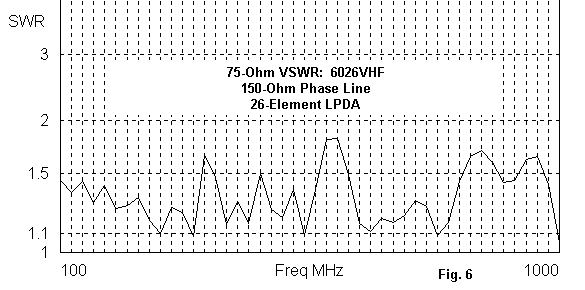 SWR
3
75-Ohm VSWR: 6026VHF
150-Ohm Phase Line
26-Element LPDA
2
1.5
1.1
1
100 Freq MHz 1000
Fig. 6